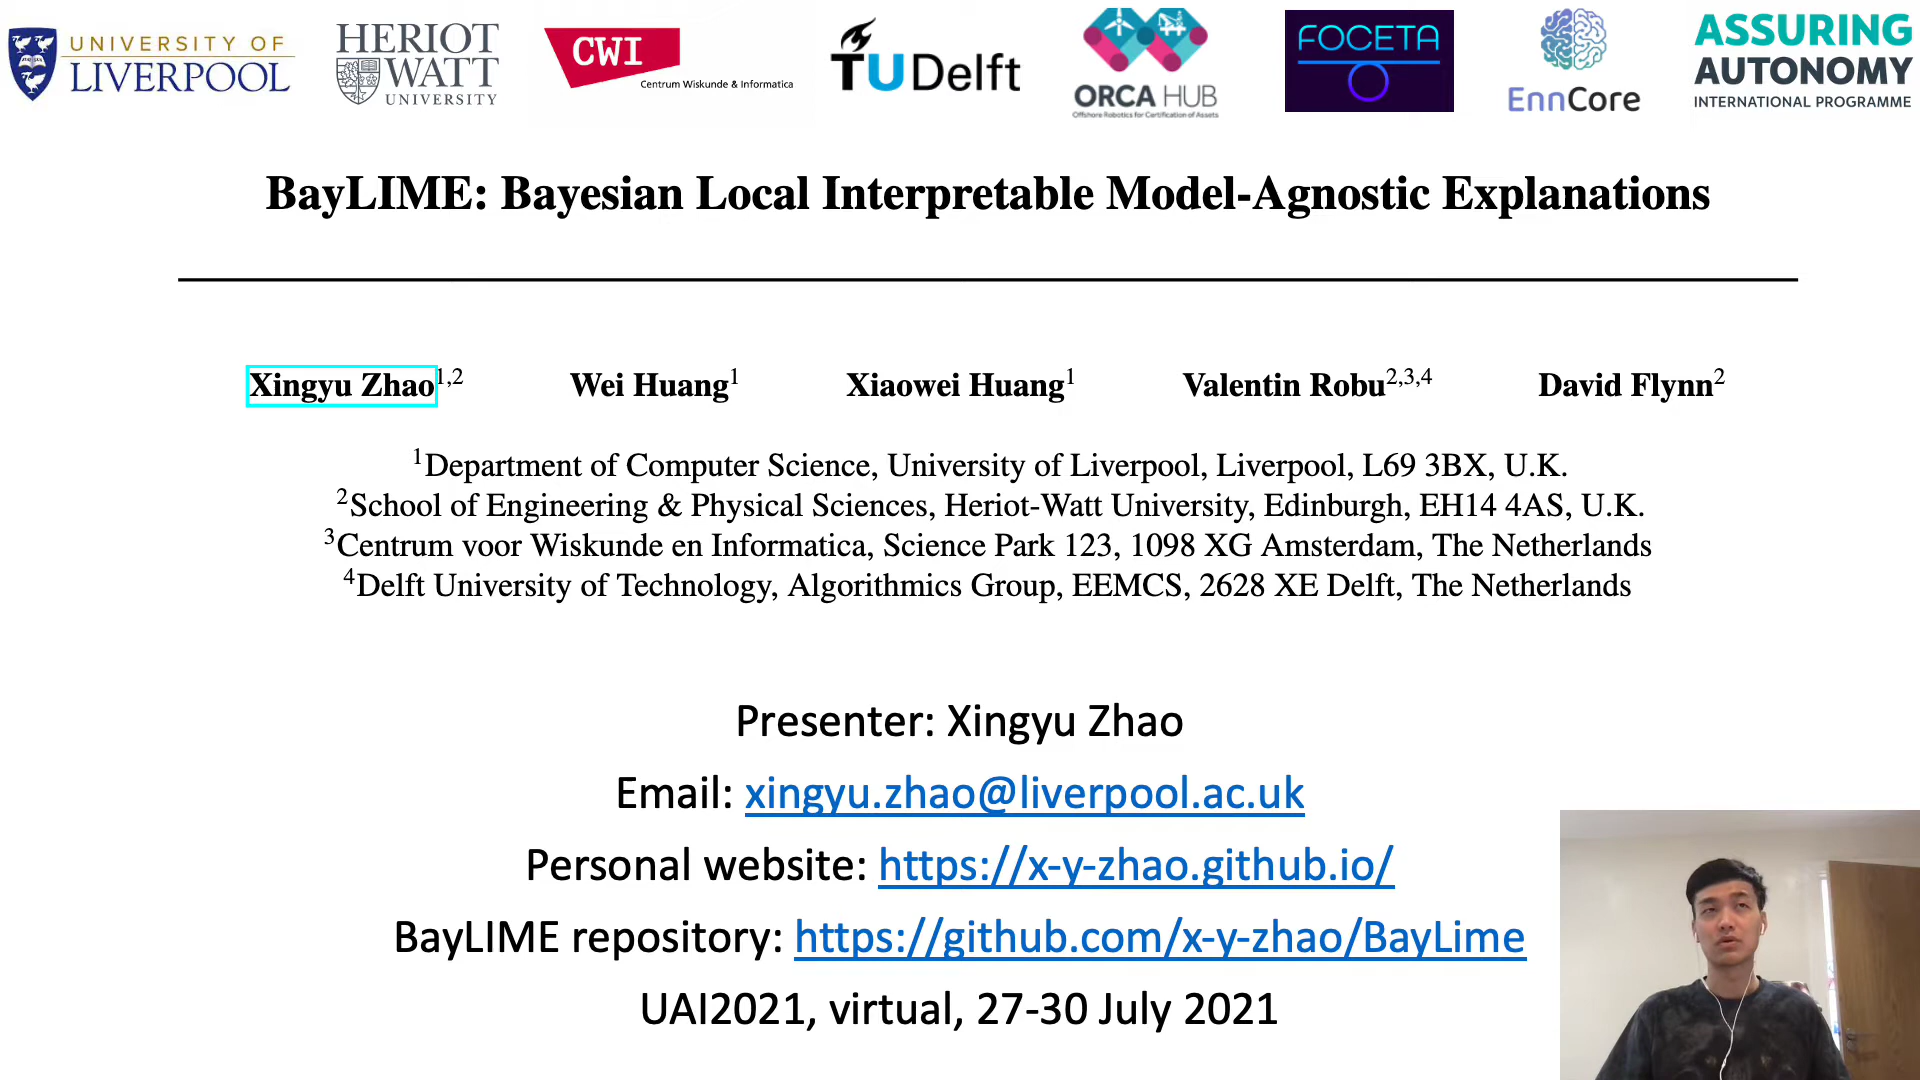 UNIVERSITY OF
LIVERPOOL
HERIOT
WATT
UNIVERSITY
CWI
Centrum Wiskunde & Informatica
TU Delft
ORCA HUB
Offshore Robotics for Certification of Assets
FOCETA
EnnCore
ASSURING
AUTONOMY
INTERNATIONAL PROGRAMME
BayLIME: Bayesian Local Interpretable Model-Agnostic Explanations
Xingyu Zhao1,2 Wei Huang1 Xiaowei Huang1 Valentin Robu2,3,4 David Flynn2
1Department of Computer Science, University of Liverpool, Liverpool, L69 3BX, U.K.
2School of Engineering & Physical Sciences, Heriot-Watt University, Edinburgh, EH14 4AS, U.K.
3Centrum voor Wiskunde en Informatica, Science Park 123, 1098 XG Amsterdam, The Netherlands
4Delft University of Technology, Algorithmics Group, EEMCS, 2628 XE Delft, The Netherlands
Presenter: Xingyu Zhao
Email: xingyu.zhao@liverpool.ac.uk
Personal website: https://x-y-zhao.github.io/
BayLIME repository: https://github.com/x-y-zhao/BayLime
UAI2021, virtual, 27-30 July 2021